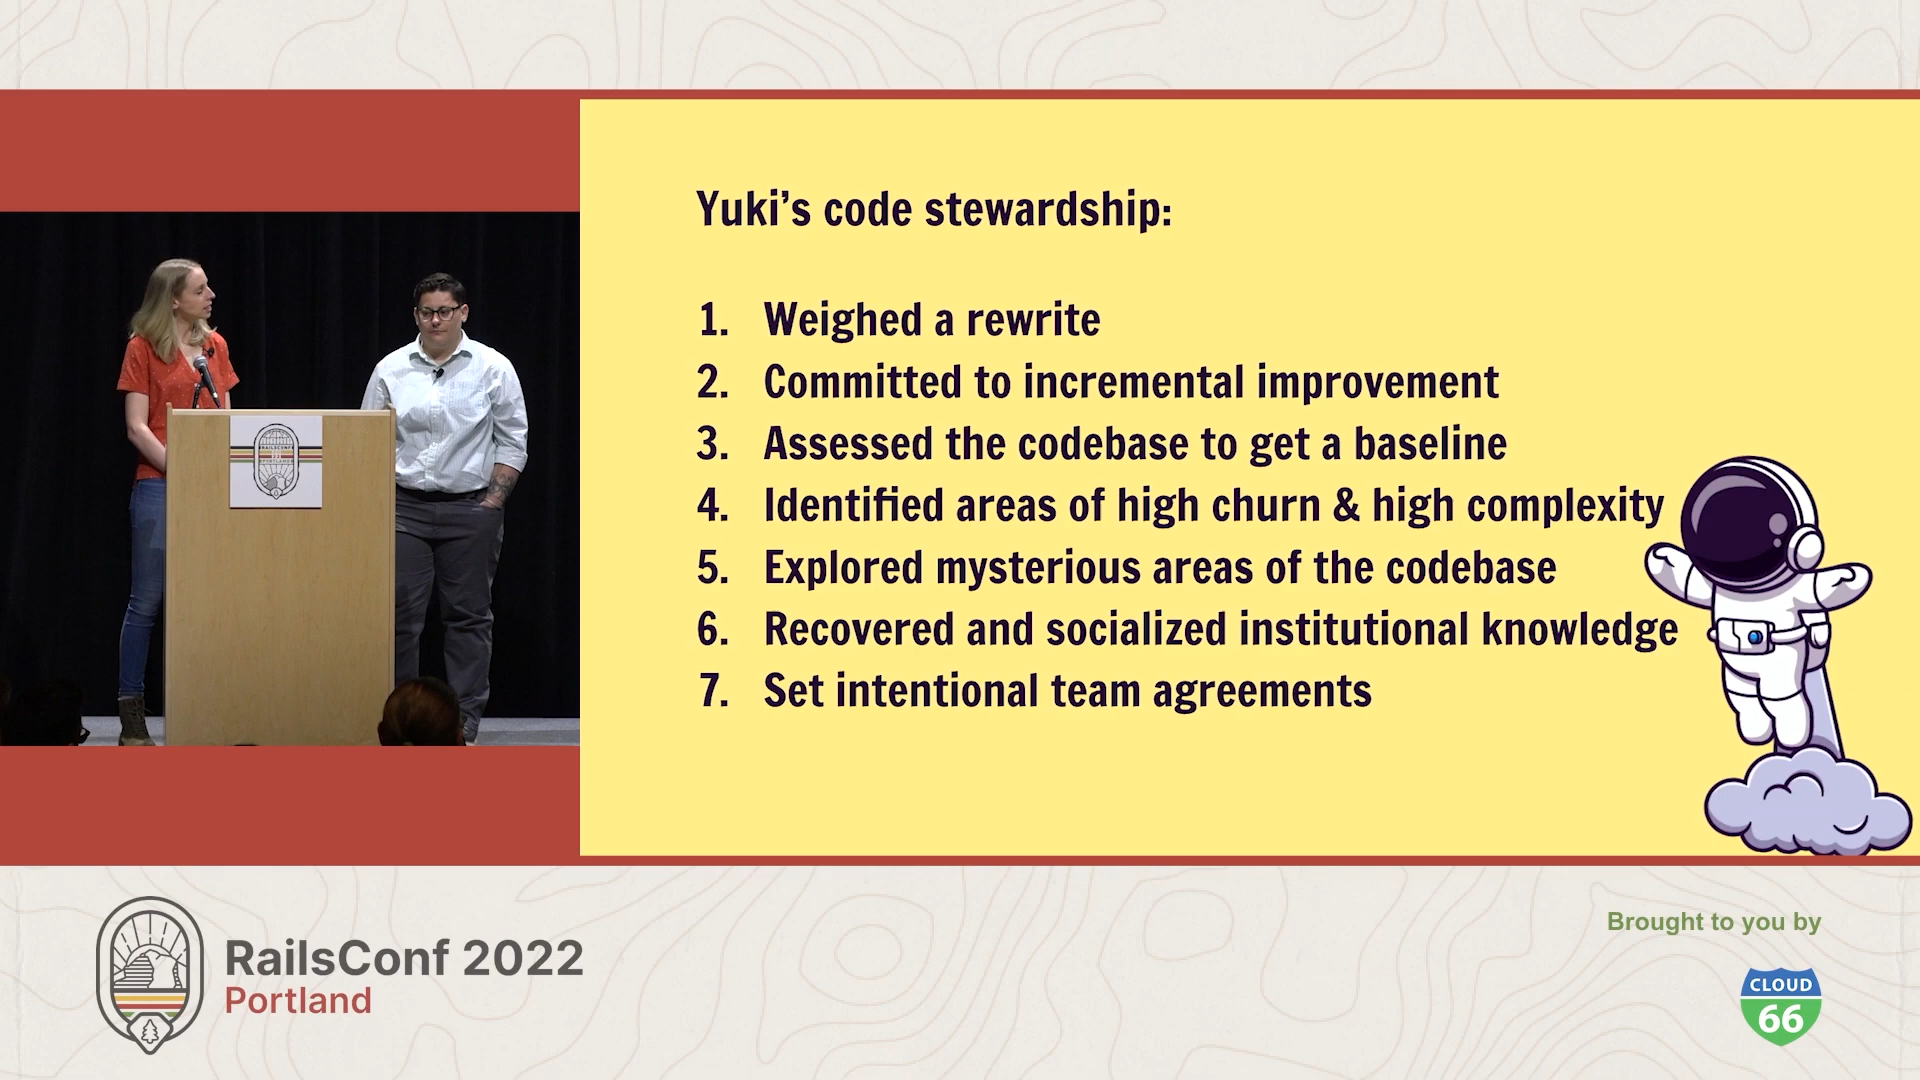 Yuki’s code stewardship:
1. Weighed a rewrite
2. Committed to incremental improvement
3. Assessed the codebase to get a baseline
4. Identified areas of high churn & high complexity
5. Explored mysterious areas of the codebase
6. Recovered and socialized institutional knowledge
7. Set intentional team agreements
RailsConf 2022
Portland
Brought to you by
CLOUD
66